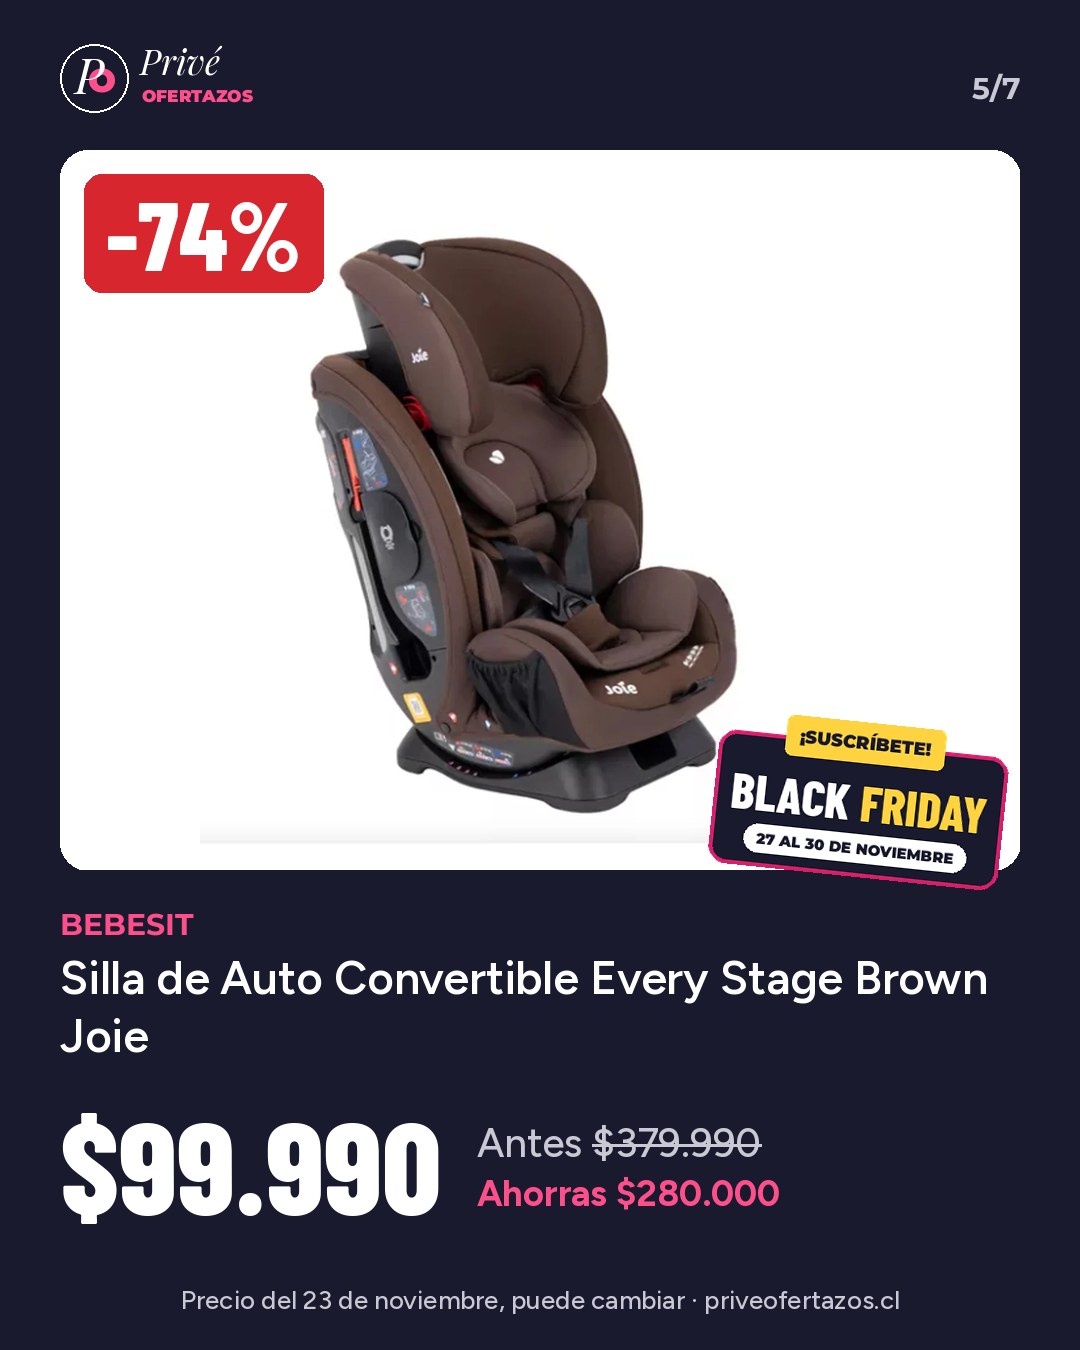 Privé
OFERTAZOS
5/7
-74%
Joie
Joie
¡SUSCRÍBETE!
BLACK FRIDAY
27 AL 30 DE NOVIEMBRE
BEBESIT
Silla de Auto Convertible Every Stage Brown
Joie
$99.990
Antes $379.990
Ahorras $280.000
Precio del 23 de noviembre, puede cambiar · priveofertazos.cl